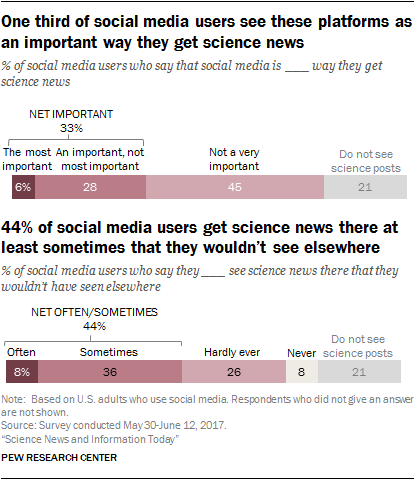 One third of social media users see these platforms as
an important way they get science news
% of social media users who say that social media is ___ way they get
science news
NET IMPORTANT
33%
The most
important
An important, not
most important
Not a very
important
Do not see
science posts
6%
28
45
21
44% of social media users get science news there at
least sometimes that they wouldn't see elsewhere
% of social media users who say they ___ see science news there that they
wouldn't have seen elsewhere
NET OFTEN/SOMETIMES
44%
Often
Sometimes
Hardly ever
Never
Do not see
science posts
8%
36
26
8
21
Note: Based on U.S. adults who use social media. Respondents who did not give an answer
are not shown.
Source: Survey conducted May 30-June 12, 2017.
"Science News and Information Today"
PEW RESEARCH CENTER